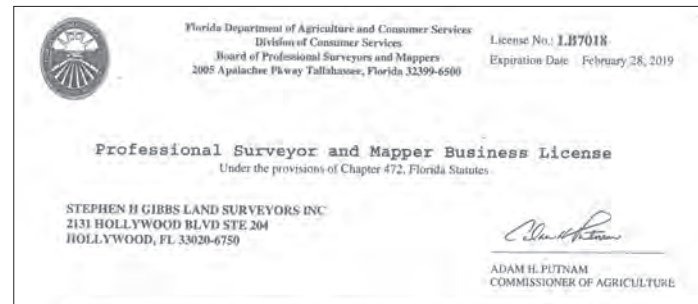 Florida Department of Agriculture and Consumer Services
Division of Consumer Services
Board of Professional Surveyors and Mappers
2005 Apalachee Pkway Tallahassee, Florida 32399-6500
License No.: LB7018
Expiration Date February 28, 2019
Professional Surveyor and Mapper Business License
Under the provisions of Chapter 472, Florida Statutes
STEPHEN H GIBBS LAND SURVEYORS INC
2131 HOLLYWOOD BLVD STE 204
HOLLYWOOD, FL 33020-6750
ADAM H. PUTNAM
COMMISSIONER OF AGRICULTURE